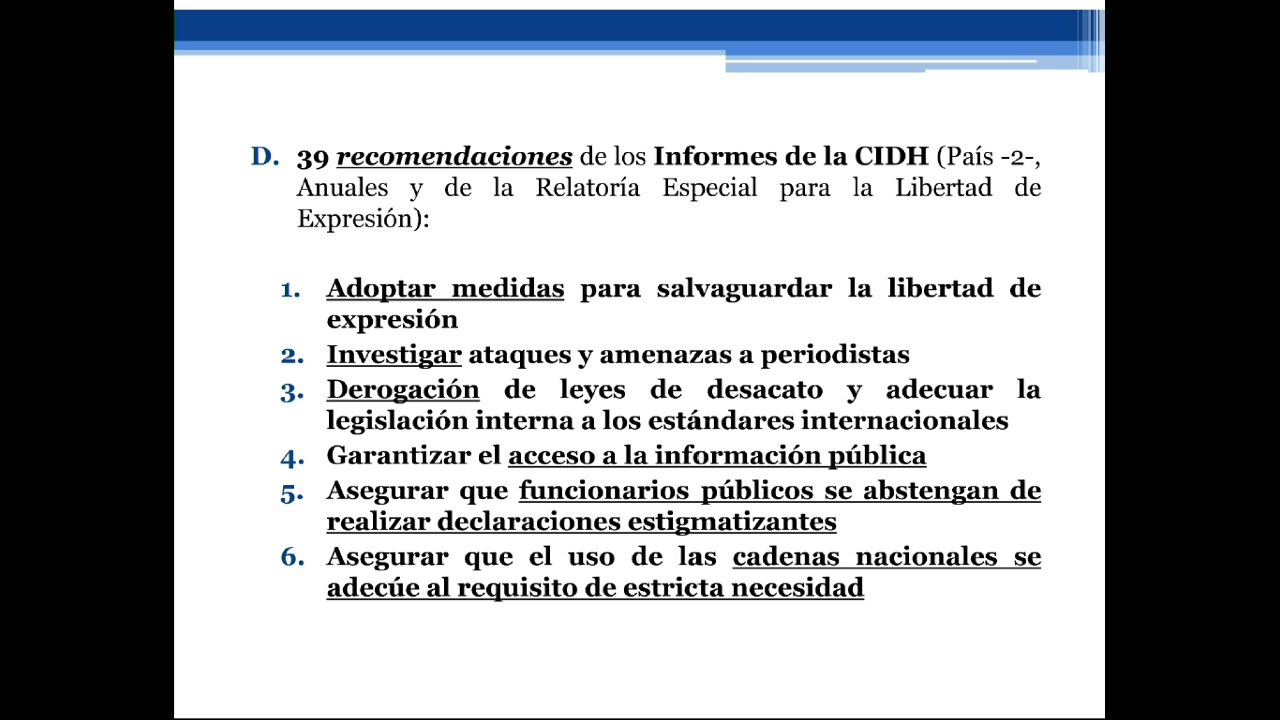 D. 39 recomendaciones de los Informes de la CIDH (País -2-,
Anuales y de la Relatoría Especial para la Libertad de
Expresión):
1. Adoptar medidas para salvaguardar la libertad de
expresión
2. Investigar ataques y amenazas a periodistas
3. Derogación de leyes de desacato y adecuar la
legislación interna a los estándares internacionales
4. Garantizar el acceso a la información pública
5. Asegurar que funcionarios públicos se abstengan de
realizar declaraciones estigmatizantes
6. Asegurar que el uso de las cadenas nacionales se
adecúe al requisito de estricta necesidad